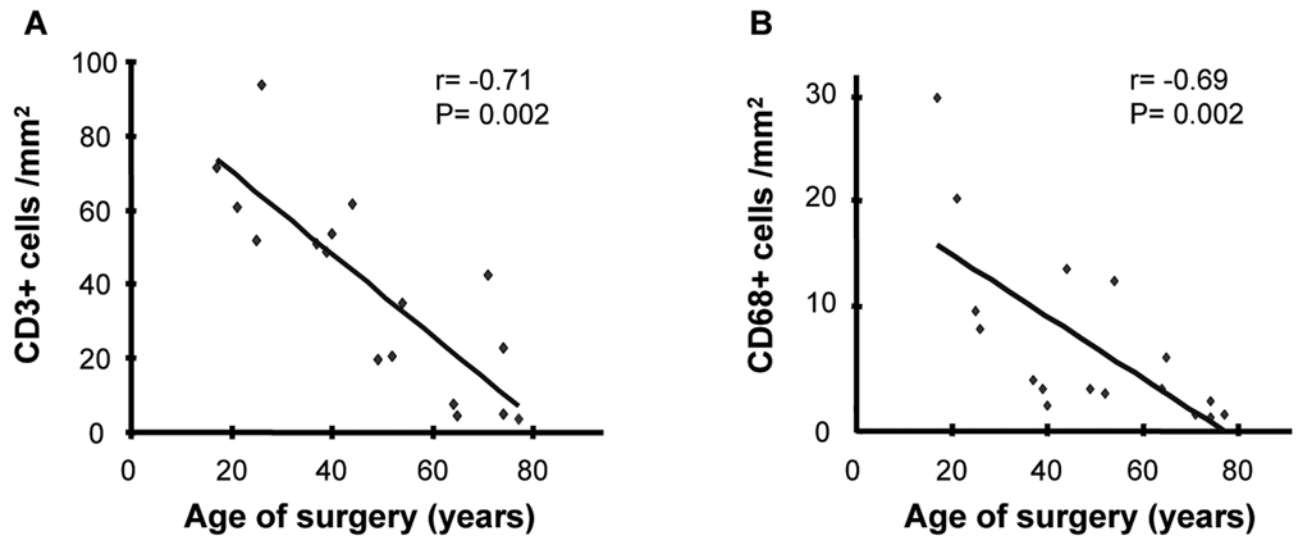 A
CD3+ cells /mm²
100
80
60
40
20
0
r= -0.71
P= 0.002
0 20 40 60 80
Age of surgery (years)
B
CD68+ cells /mm²
30
20
10
0
r= -0.69
P= 0.002
0 20 40 60 80
Age of surgery (years)